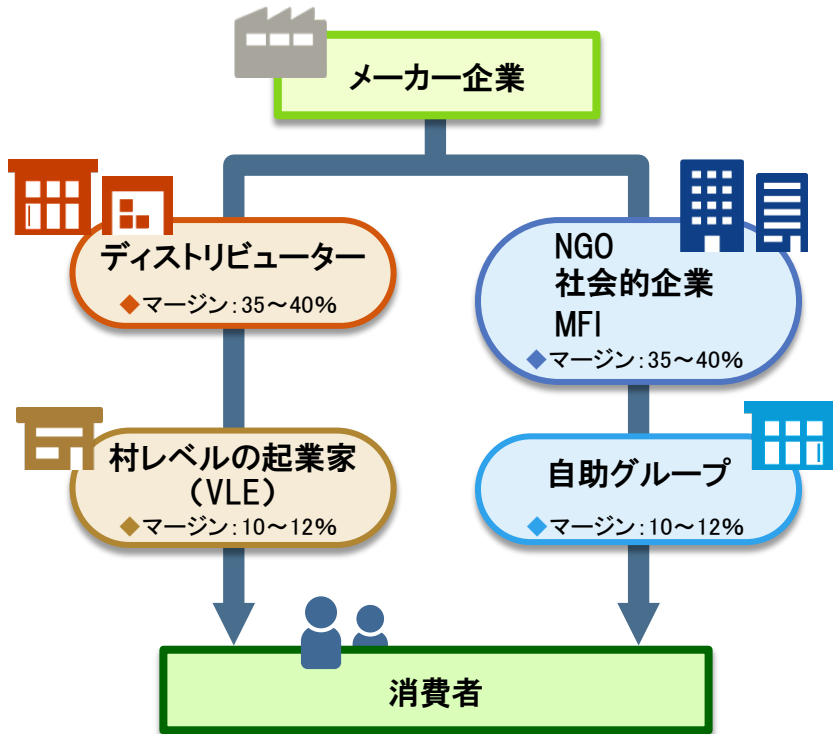 メーカー企業
ディストリビューター
◆マージン:35～40%
NGO
社会的企業
MFI
◆マージン:35～40%
村レベルの起業家
(VLE)
◆マージン:10～12%
自助グループ
◆マージン:10～12%
消費者